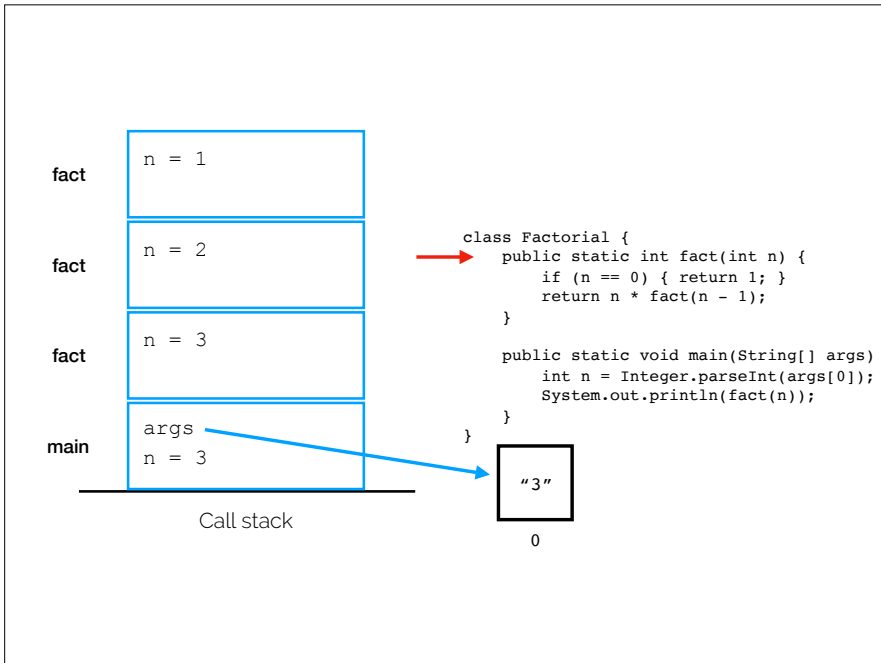 fact
n = 1
fact
n = 2
fact
n = 3
main
args
n = 3
Call stack
class Factorial {
    public static int fact(int n) {
        if (n == 0) { return 1; }
        return n * fact(n - 1);
    }
    public static void main(String[] args)
        int n = Integer.parseInt(args[0]);
        System.out.println(fact(n));
    }
}
“3”
0